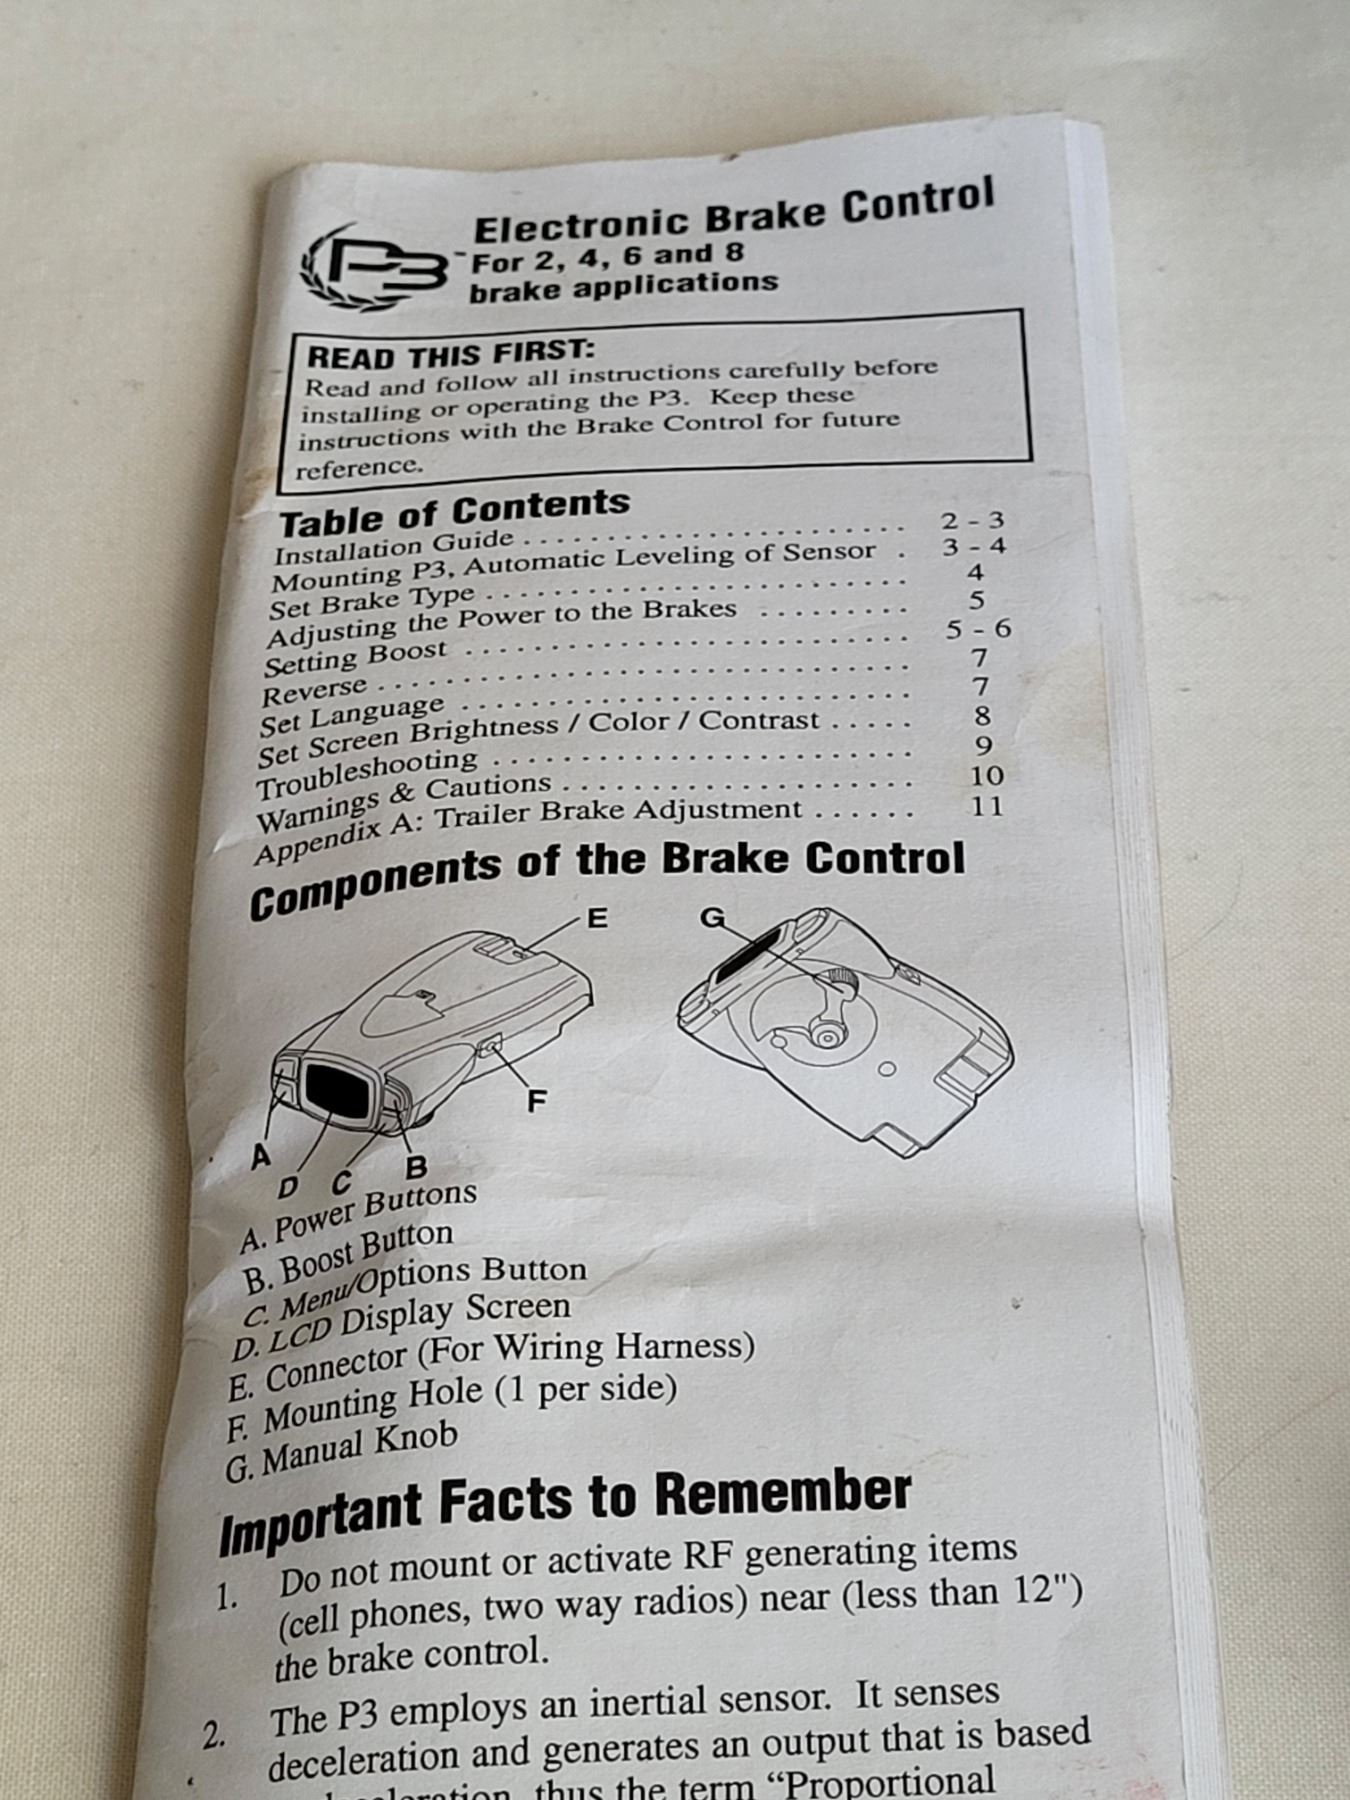 P3™
Electronic Brake Control
For 2, 4, 6 and 8
brake applications
READ THIS FIRST:
Read and follow all instructions carefully before
installing or operating the P3. Keep these
instructions with the Brake Control for future
reference.
Table of Contents
Installation Guide . . . . . . . . . . . . . . . . . . . . . . . 2 - 3
Mounting P3, Automatic Leveling of Sensor . 3 - 4
Set Brake Type . . . . . . . . . . . . . . . . . . . . . . . . . 4
Adjusting the Power to the Brakes . . . . . . . . . 5
Setting Boost . . . . . . . . . . . . . . . . . . . . . . . . . . 5 - 6
Reverse . . . . . . . . . . . . . . . . . . . . . . . . . . . . . . 7
Set Language . . . . . . . . . . . . . . . . . . . . . . . . . . 7
Set Screen Brightness / Color / Contrast . . . . . 8
Troubleshooting . . . . . . . . . . . . . . . . . . . . . . . . 9
Warnings & Cautions . . . . . . . . . . . . . . . . . . . . 10
Appendix A: Trailer Brake Adjustment . . . . . . 11
Components of the Brake Control
E
G
F
A
D
C
B
A. Power Buttons
B. Boost Button
C. Menu/Options Button
D. LCD Display Screen
E. Connector (For Wiring Harness)
F. Mounting Hole (1 per side)
G. Manual Knob
Important Facts to Remember
1. Do not mount or activate RF generating items
(cell phones, two way radios) near (less than 12")
the brake control.
2. The P3 employs an inertial sensor. It senses
deceleration and generates an output that is based
thus the term “Proportional